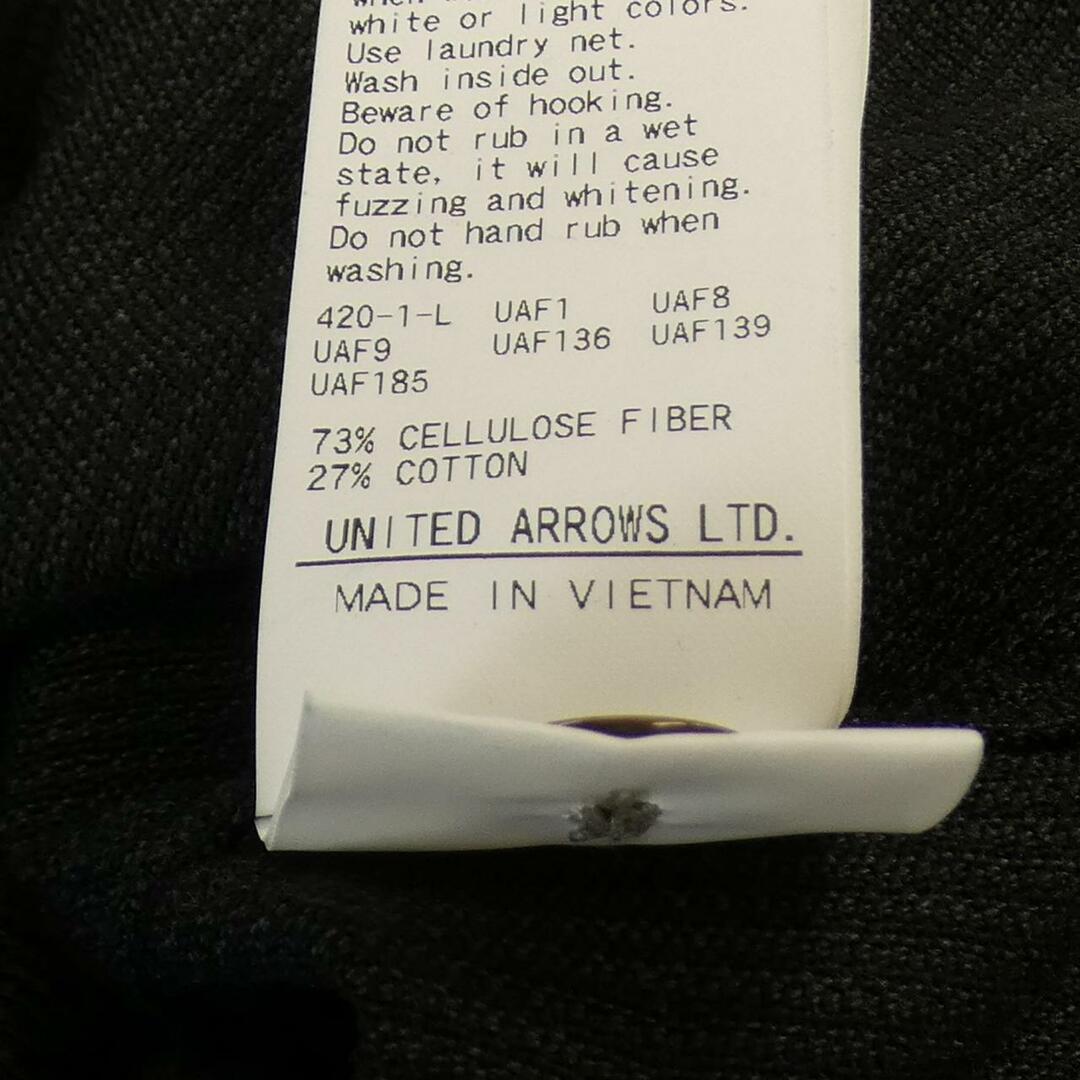 white or light colors.
Use laundry net.
Wash inside out.
Beware of hooking.
Do not rub in a wet
state, it will cause
fuzzing and whitening.
Do not hand rub when
washing.
420-1-L UAF1 UAF8
UAF9 UAF136 UAF139
UAF185
73% CELLULOSE FIBER
27% COTTON
UNITED ARROWS LTD.
MADE IN VIETNAM